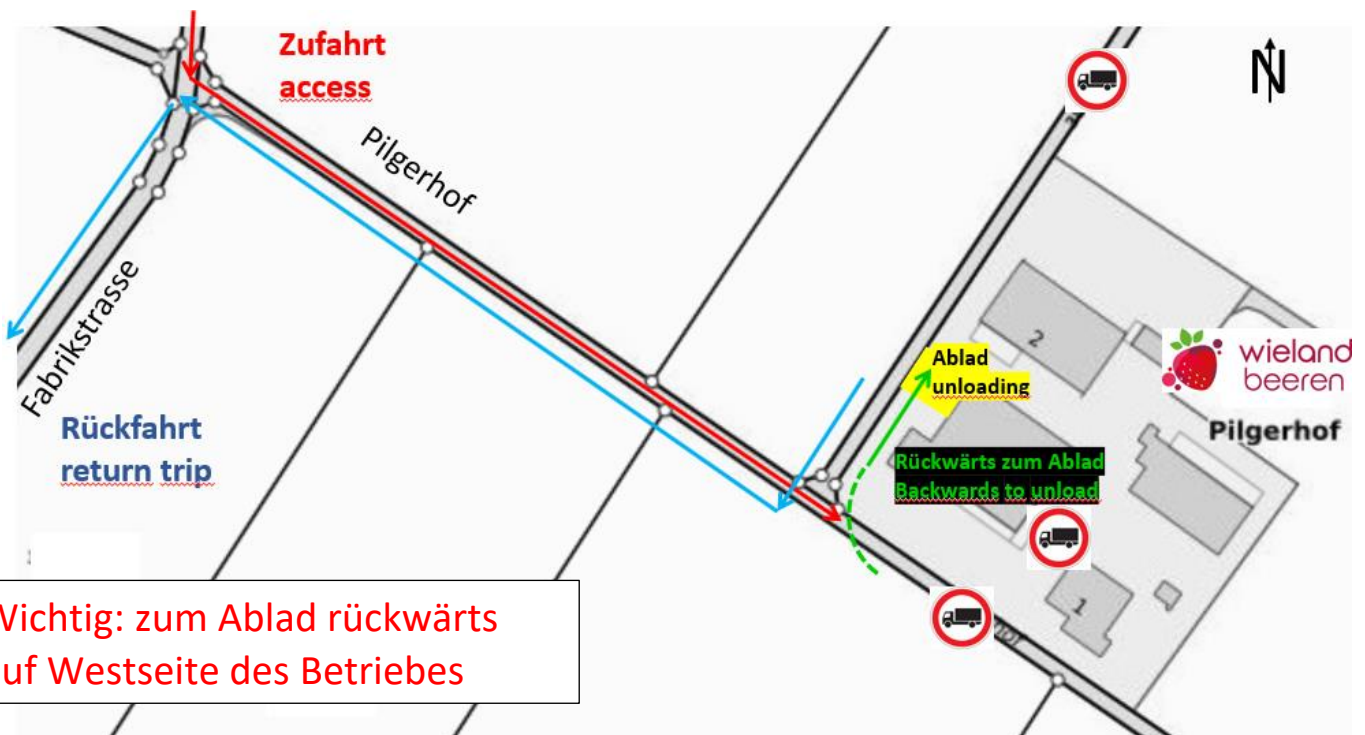 Zufahrt
access
N
Pilgerhof
Fabrikstrasse
Rückfahrt
return trip
2
Ablad
unloading
wieland
beeren
Pilgerhof
Rückwärts zum Ablad
Backwards to unload
1
Wichtig: zum Ablad rückwärts
uf Westseite des Betriebes